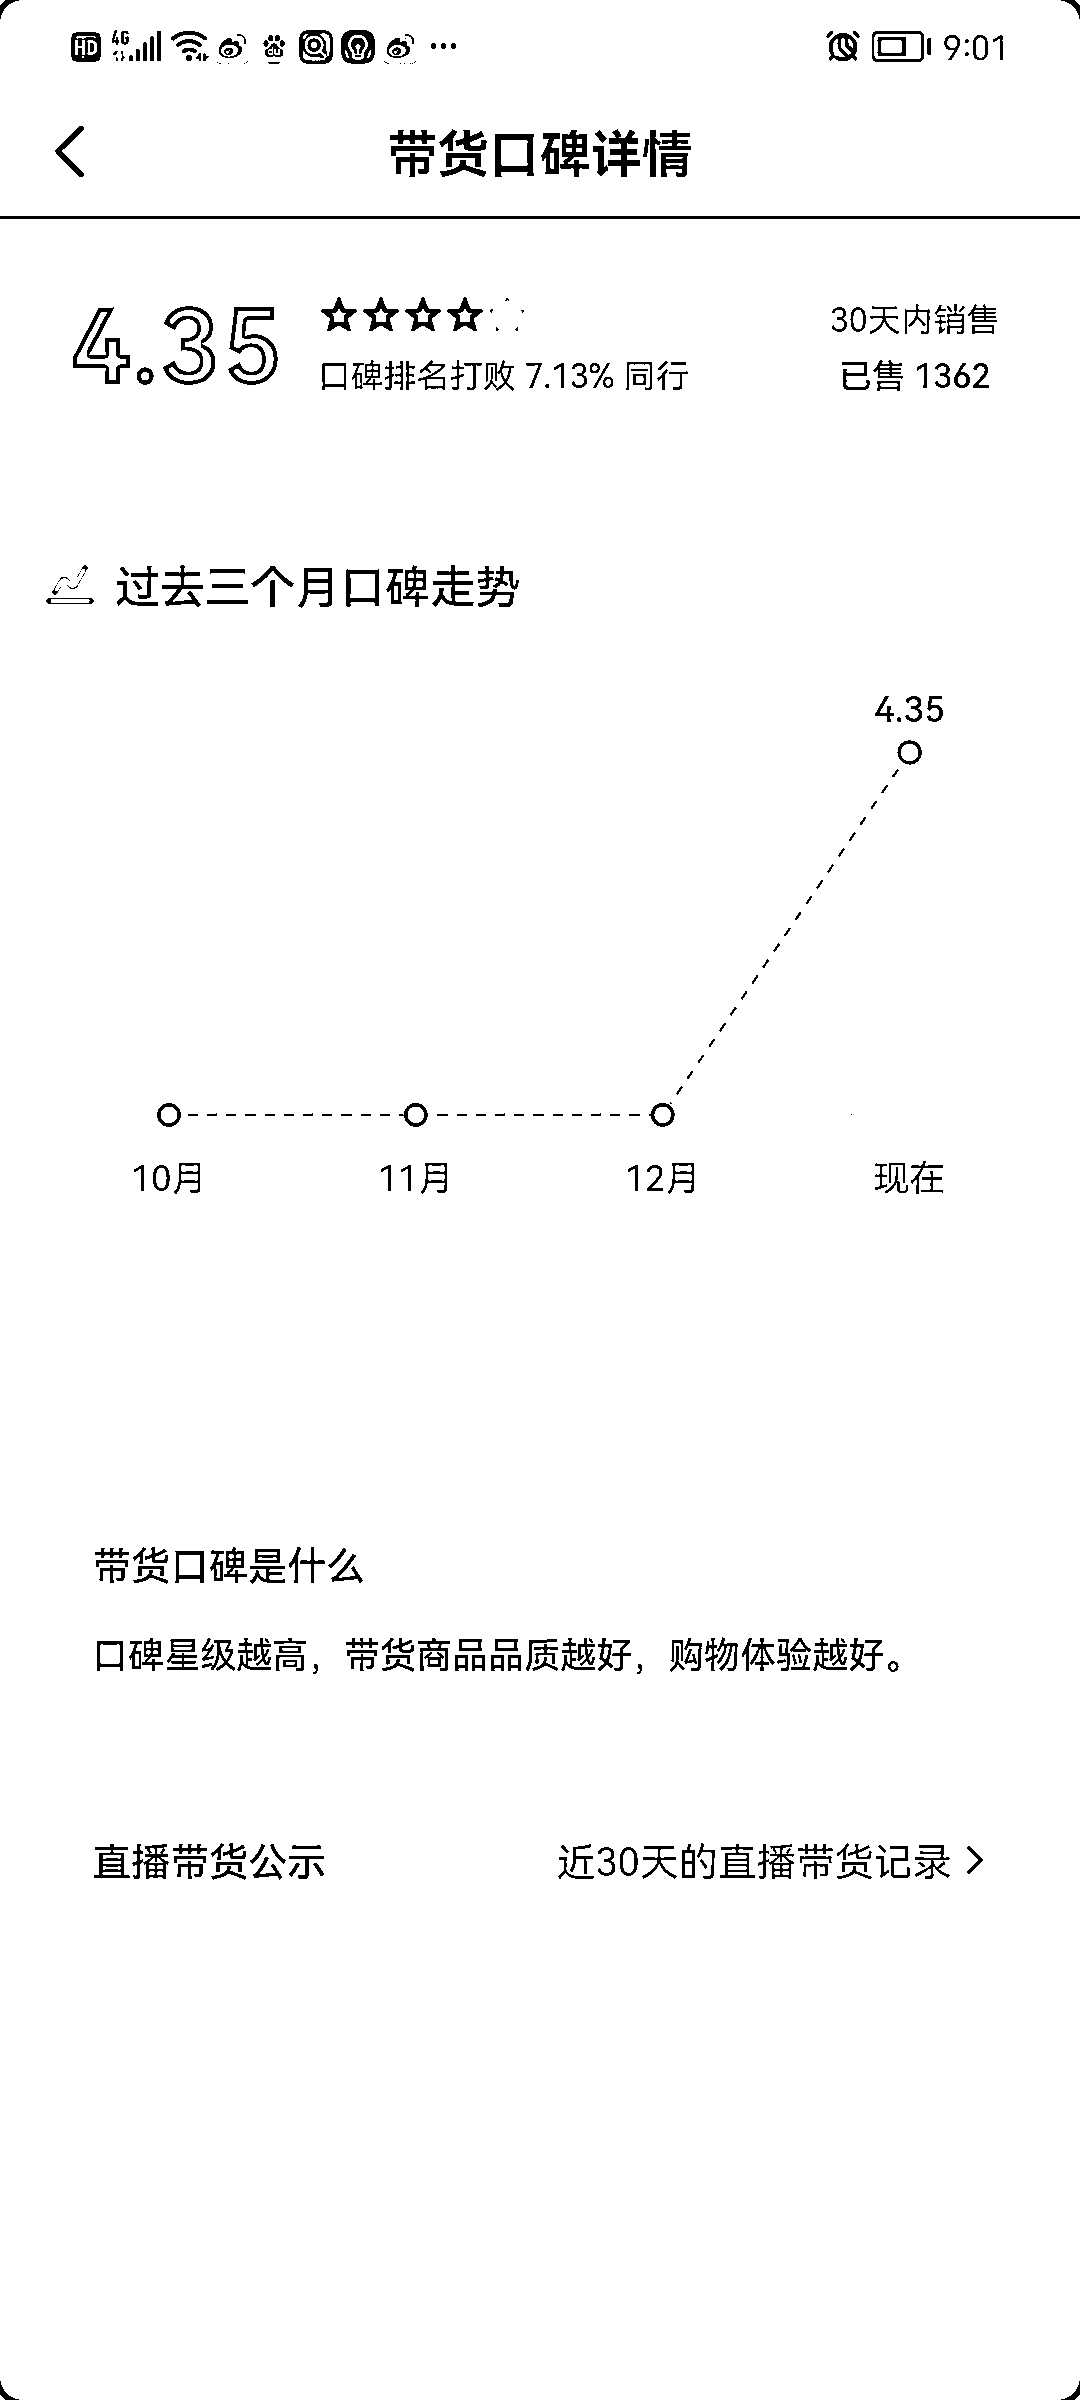 HD 4G 9:01
带货口碑详情
4.35
口碑排名打败 7.13% 同行
30天内销售
已售 1362
过去三个月口碑走势
4.35
10月 11月 12月 现在
带货口碑是什么
口碑星级越高，带货商品品质越好，购物体验越好。
直播带货公示 近30天的直播带货记录